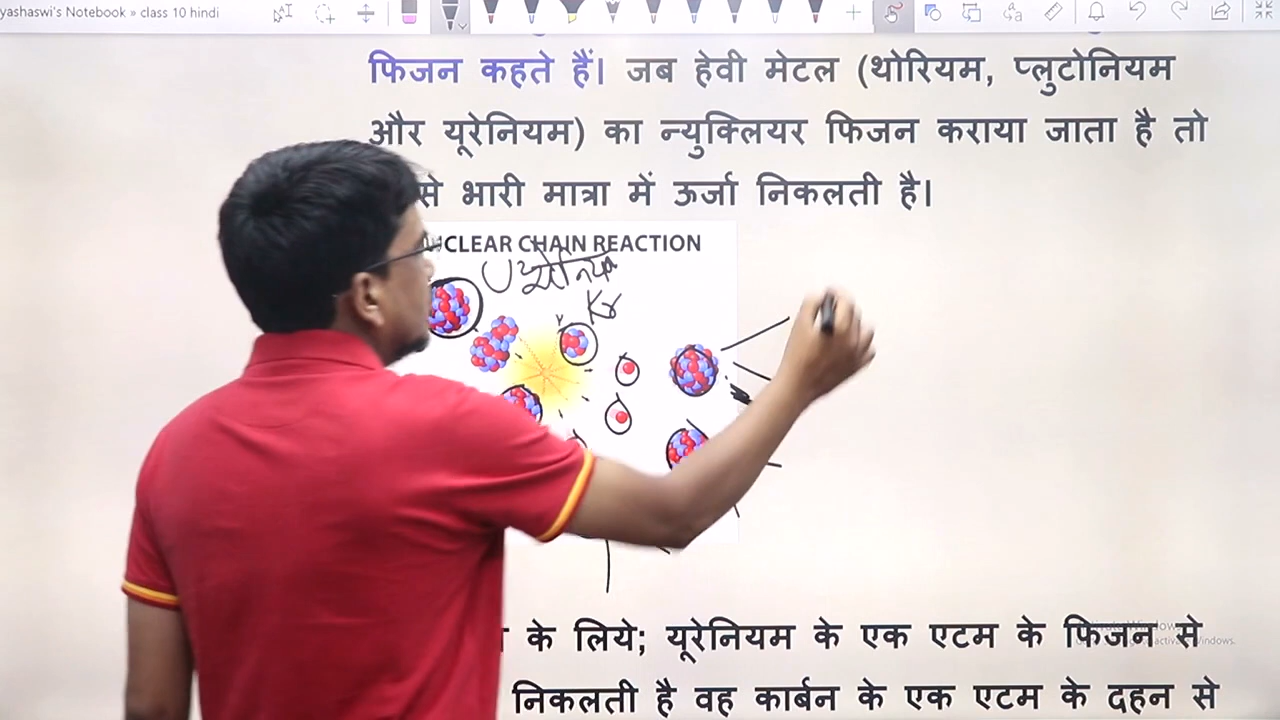 yashaswi's Notebook » class 10 hindi
फिजन कहते हैं। जब हेवी मेटल (थोरियम, प्लुटोनियम
और यूरेनियम) का न्युक्लियर फिजन कराया जाता है तो
से भारी मात्रा में ऊर्जा निकलती है।
CLEAR CHAIN REACTION
U
Kr
के लिये; यूरेनियम के एक एटम के फिजन से
निकलती है वह कार्बन के एक एटम के दहन से